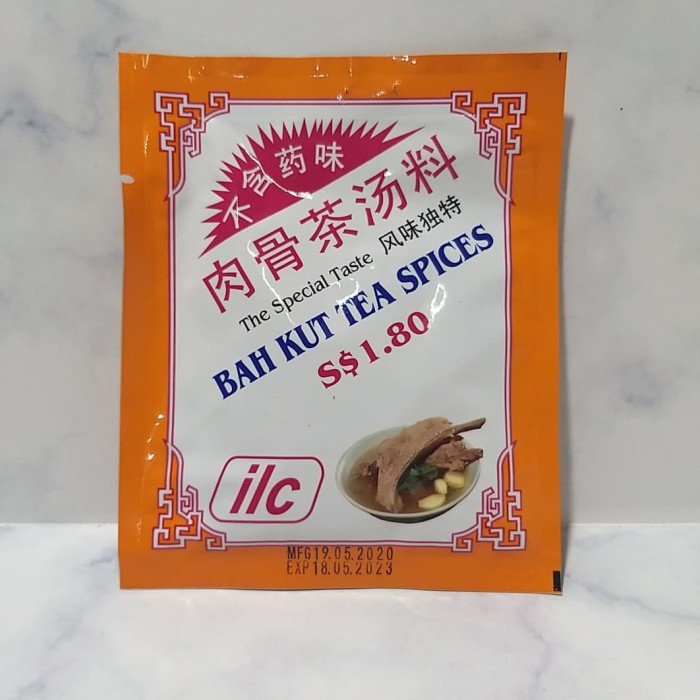 不含药味
肉骨茶汤料
The Special Taste 风味独特
BAH KUT TEA SPICES
S$1.80
ilc
MFG19.05.2020
EXP18.05.2023